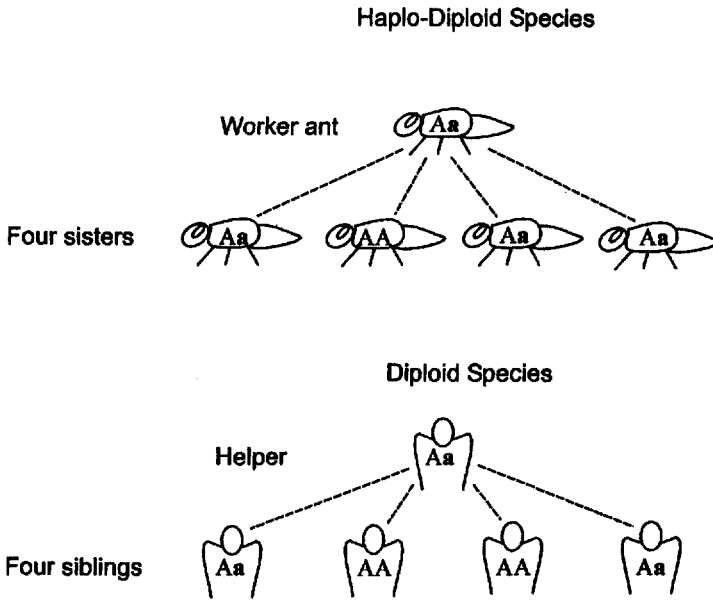 Haplo-Diploid Species
Worker ant
Aa
Four sisters
Aa AA Aa Aa
Diploid Species
Helper
Aa
Four siblings
Aa AA AA Aa